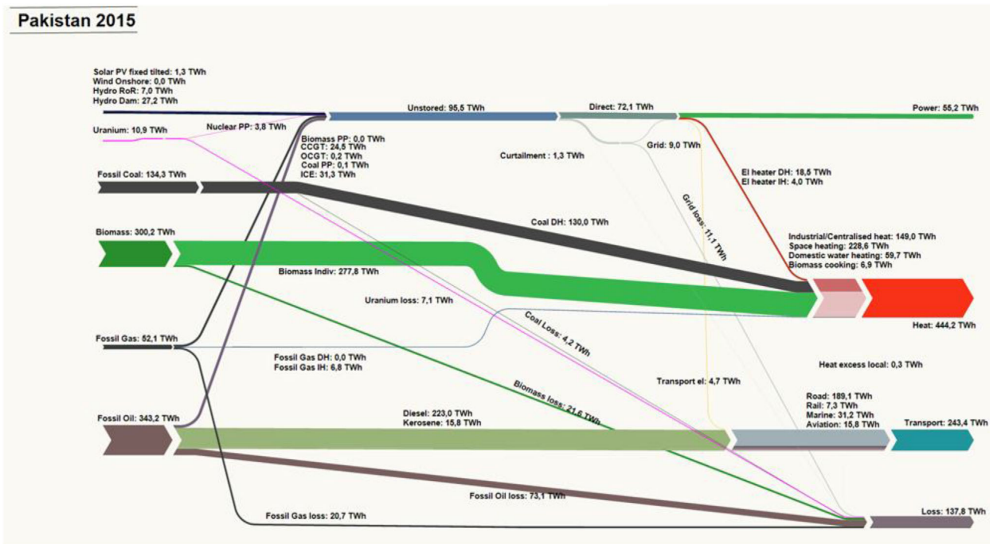 Pakistan 2015
Solar PV fixed tilted: 1,3 TWh
Wind Onshore: 0,0 TWh
Hydro RoR: 7,0 TWh
Hydro Dam: 27,2 TWh
Unstored: 95,5 TWh
Direct: 72,1 TWh
Power: 55,2 TWh
Uranium: 10,9 TWh
Nuclear PP: 3,8 TWh
Biomass PP: 0,0 TWh
CCGT: 24,5 TWh
OCGT: 0,2 TWh
Coal PP: 0,1 TWh
ICE: 31,3 TWh
Curtailment : 1,3 TWh
Grid: 9,0 TWh
Fossil Coal: 134,3 TWh
El heater DH: 18,5 TWh
El heater IH: 4,0 TWh
Grid loss: 11,1 TWh
Coal DH: 130,0 TWh
Biomass: 300,2 TWh
Industrial/Centralised heat: 149,0 TWh
Space heating: 228,6 TWh
Domestic water heating: 59,7 TWh
Biomass cooking: 6,9 TWh
Biomass Indiv: 277,8 TWh
Uranium loss: 7,1 TWh
Coal Loss: 4,2 TWh
Heat: 444,2 TWh
Fossil Gas: 52,1 TWh
Fossil Gas DH: 0,0 TWh
Fossil Gas IH: 6,8 TWh
Heat excess local: 0,3 TWh
Biomass loss: 21,6 TWh
Transport el: 4,7 TWh
Fossil Oil: 343,2 TWh
Diesel: 223,0 TWh
Kerosene: 15,8 TWh
Road: 189,1 TWh
Rail: 7,3 TWh
Marine: 31,2 TWh
Aviation: 15,8 TWh
Transport: 243,4 TWh
Fossil Oil loss: 73,1 TWh
Fossil Gas loss: 20,7 TWh
Loss: 137,8 TWh